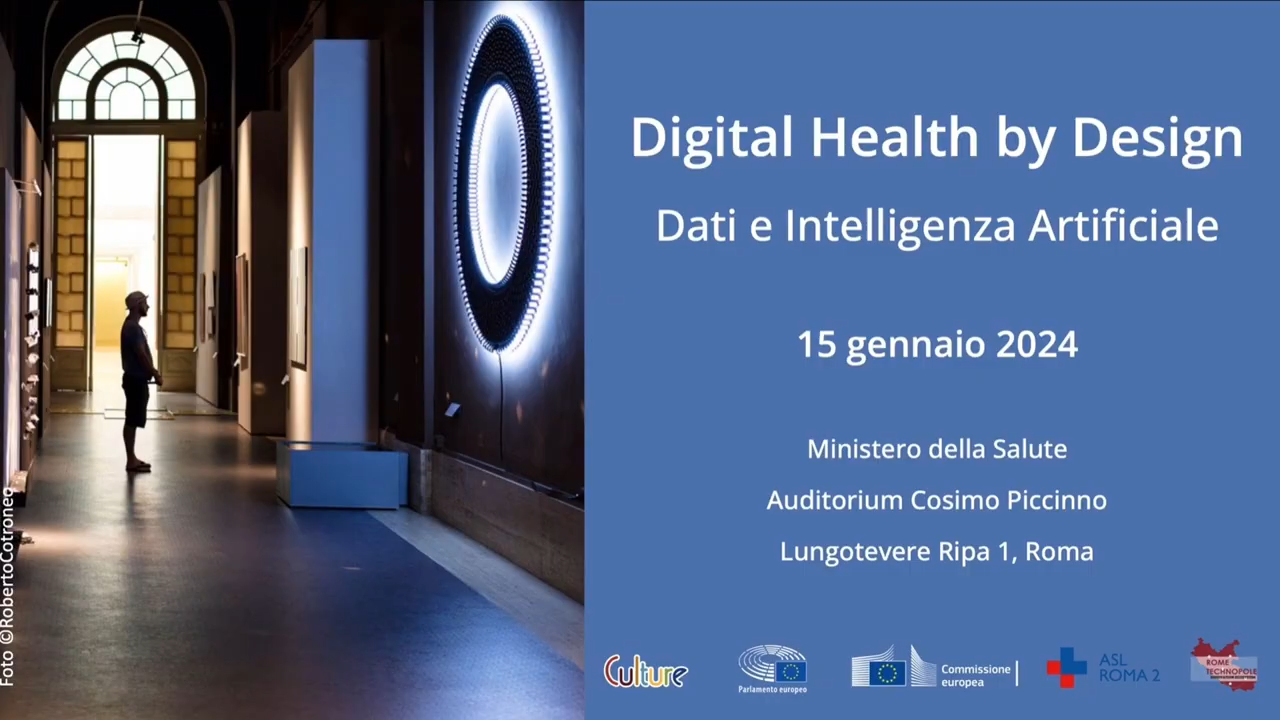 Digital Health by Design
Dati e Intelligenza Artificiale
15 gennaio 2024
Ministero della Salute
Auditorium Cosimo Piccinno
Lungotevere Ripa 1, Roma
Foto ©RobertoCotroneo
Culture
Parlamento europeo
Commissione
europea
ASL
ROMA 2
ROME
TECHNOPOLE